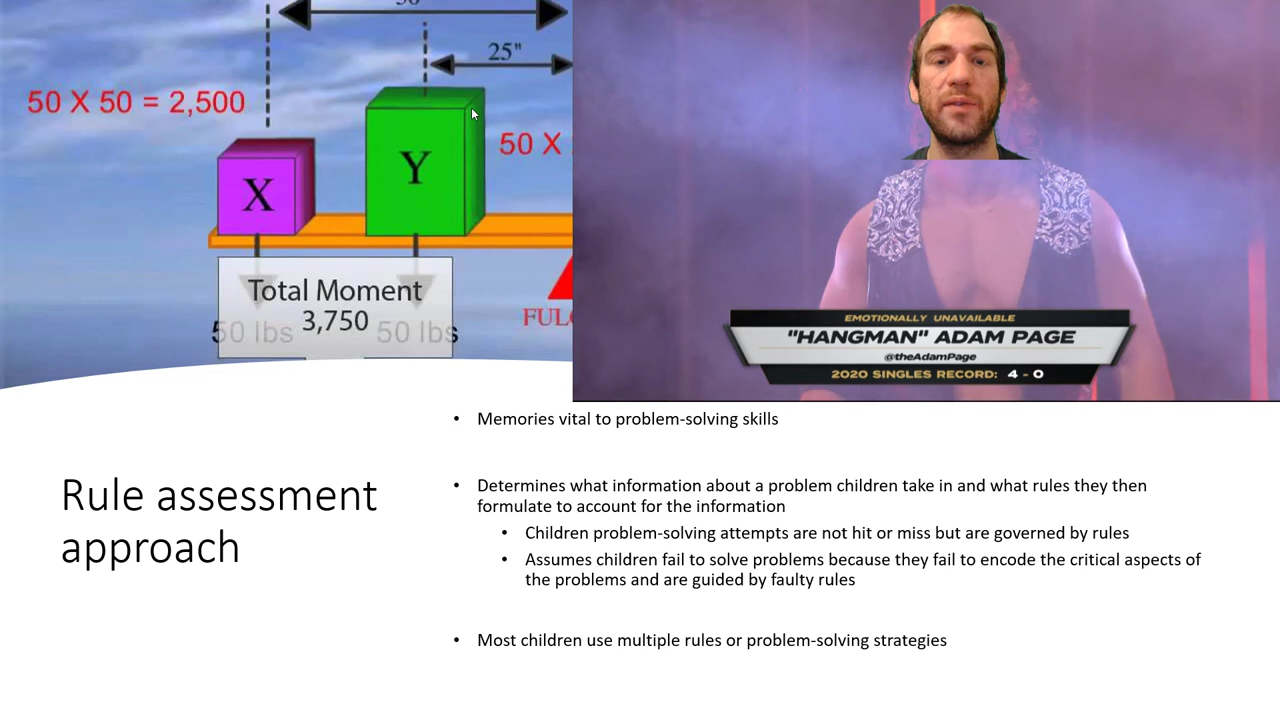 25"
50 X 50 = 2,500
50 X
X
Y
Total Moment
3,750
50 lbs 50 lbs
FULC
EMOTIONALLY UNAVAILABLE
"HANGMAN" ADAM PAGE
@theAdamPage
2020 SINGLES RECORD: 4 - 0
Rule assessment
approach
• Memories vital to problem-solving skills
• Determines what information about a problem children take in and what rules they then
formulate to account for the information
• Children problem-solving attempts are not hit or miss but are governed by rules
• Assumes children fail to solve problems because they fail to encode the critical aspects of
the problems and are guided by faulty rules
• Most children use multiple rules or problem-solving strategies